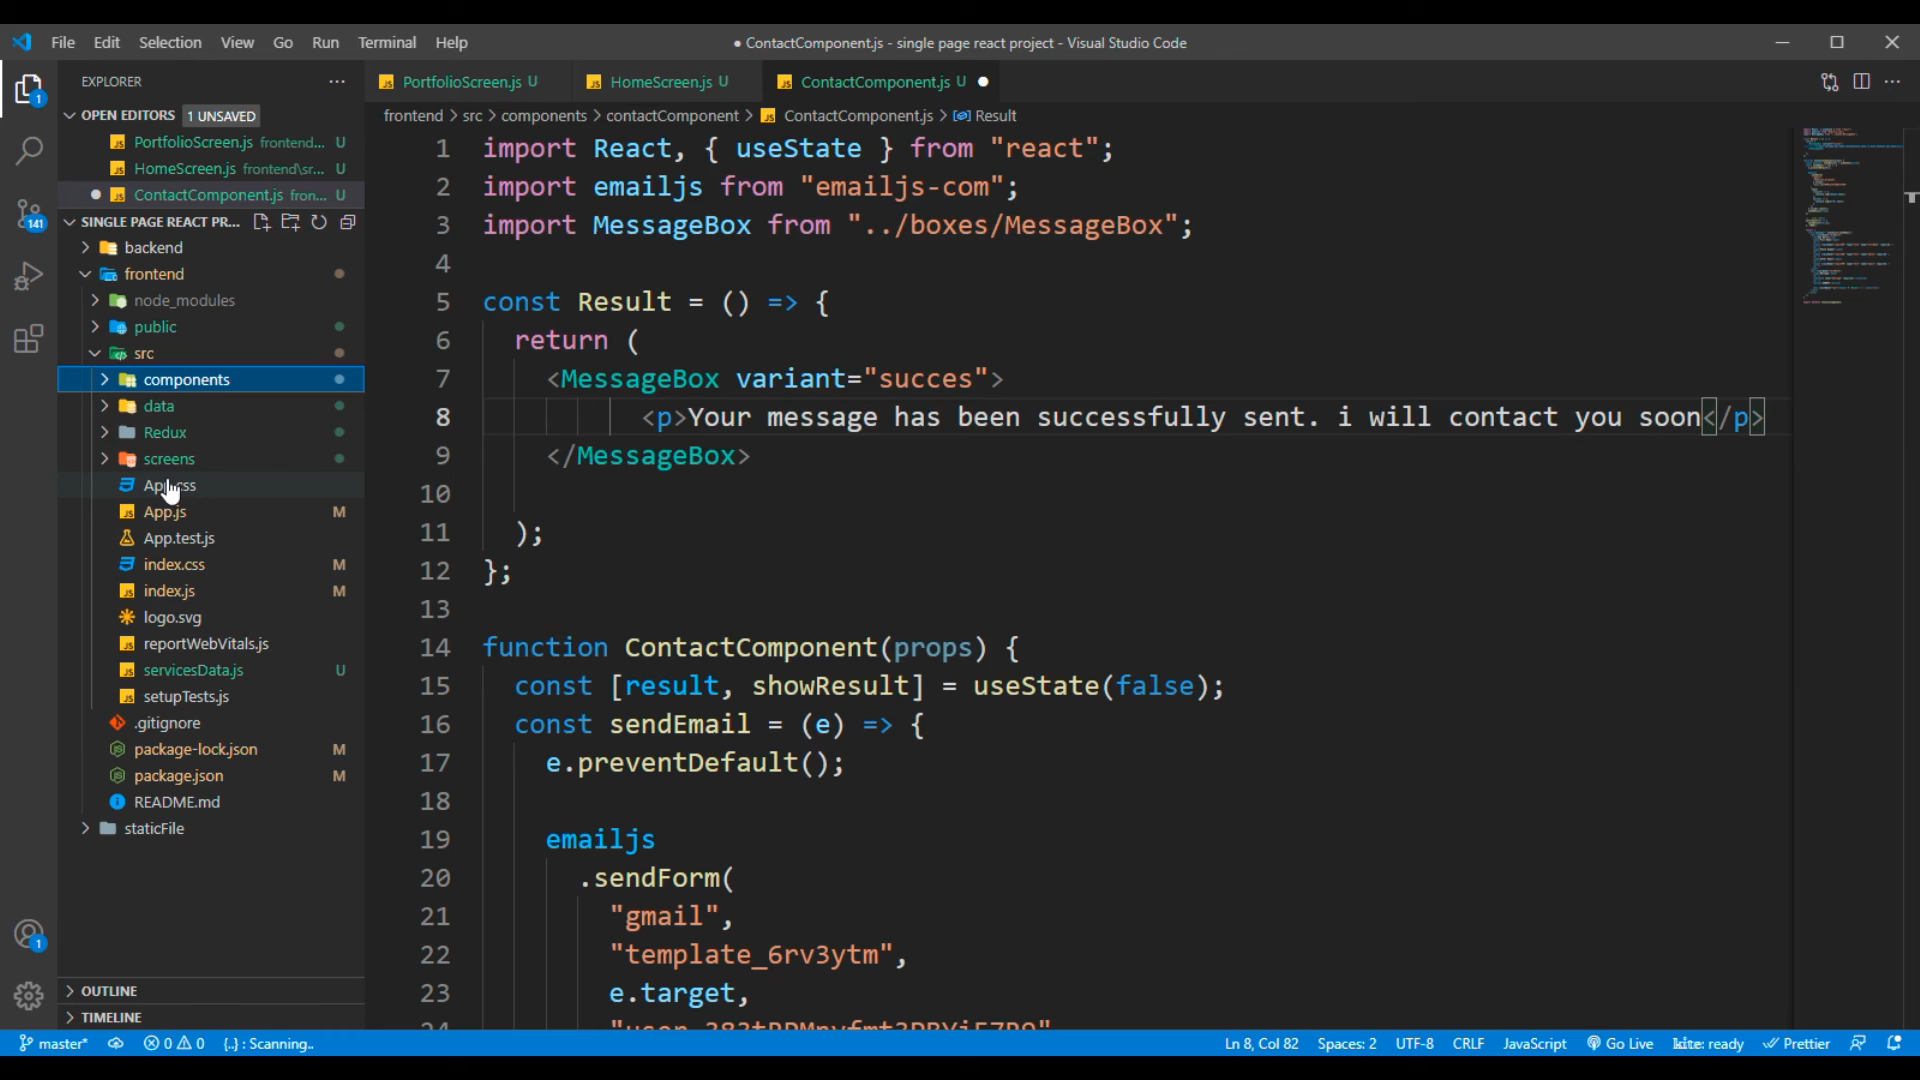 File Edit Selection View Go Run Terminal Help
● ContactComponent.js - single page react project - Visual Studio Code
EXPLORER
OPEN EDITORS 1 UNSAVED
PortfolioScreen.js frontend... U
HomeScreen.js frontend\sr... U
ContactComponent.js fron... U
SINGLE PAGE REACT PR...
backend
frontend
node_modules
public
src
components
data
Redux
screens
App.css
App.js M
App.test.js
index.css M
index.js M
logo.svg
reportWebVitals.js
servicesData.js U
setupTests.js
.gitignore
package-lock.json M
package.json M
README.md
staticFile
OUTLINE
TIMELINE
1
141
1
PortfolioScreen.js U HomeScreen.js U ContactComponent.js U
frontend > src > components > contactComponent > ContactComponent.js > Result
1 import React, { useState } from "react";
2 import emailjs from "emailjs-com";
3 import MessageBox from "../boxes/MessageBox";
4
5 const Result = () => {
6 return (
7 <MessageBox variant="succes">
8 <p>Your message has been successfully sent. i will contact you soon</p>
9 </MessageBox>
10
11 );
12 };
13
14 function ContactComponent(props) {
15 const [result, showResult] = useState(false);
16 const sendEmail = (e) => {
17 e.preventDefault();
18
19 emailjs
20 .sendForm(
21 "gmail",
22 "template_6rv3ytm",
23 e.target,
master* 0 0 {..} : Scanning.. Ln 8, Col 82 Spaces: 2 UTF-8 CRLF JavaScript Go Live kite: ready Prettier